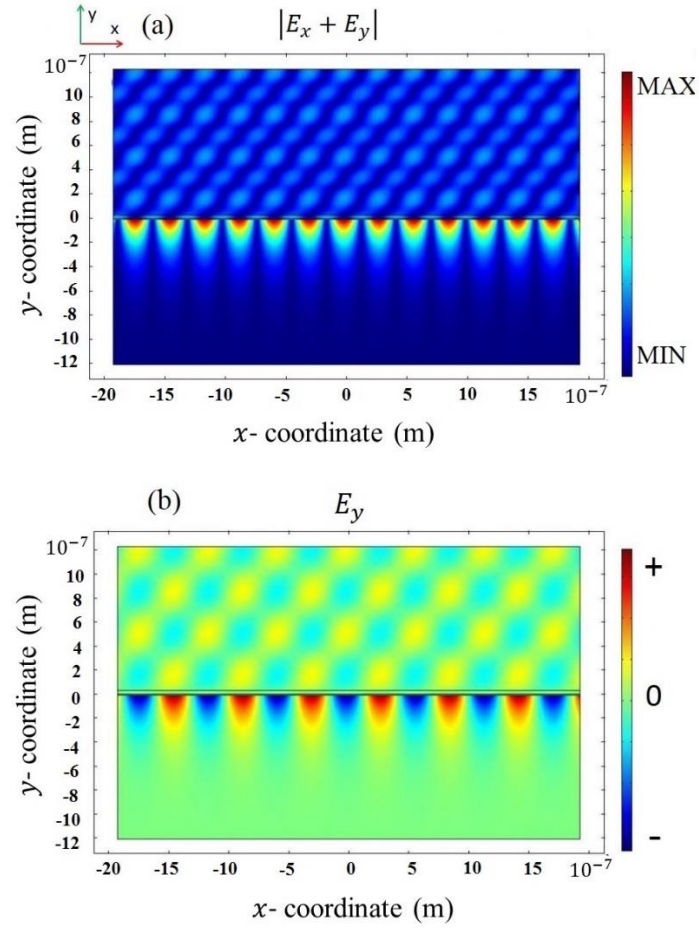 y
x
(a) |E_x + E_y|
10^-7
10
8
6
4
2
0
-2
-4
-6
-8
-10
-12
y- coordinate (m)
-20 -15 -10 -5 0 5 10 15 10^-7
x- coordinate (m)
MAX
MIN
(b) E_y
10^-7
10
8
6
4
2
0
-2
-4
-6
-8
-10
-12
y- coordinate (m)
-20 -15 -10 -5 0 5 10 15 10^-7
x- coordinate (m)
+
0
-